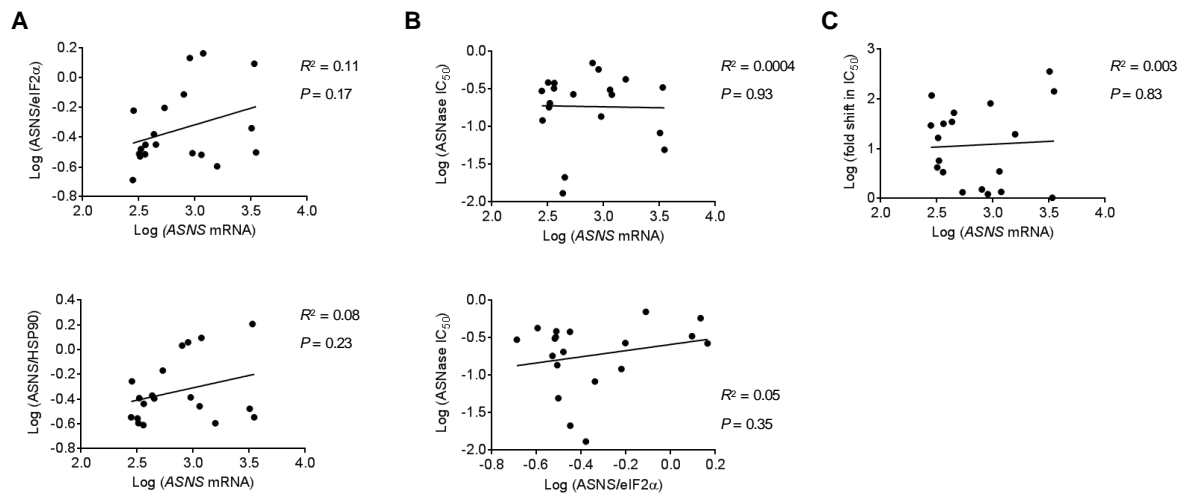 A
Log (ASNS/eIF2α)
0.2
0.0
-0.2
-0.4
-0.6
-0.8
2.0 2.5 3.0 3.5 4.0
Log (ASNS mRNA)
R² = 0.11
P = 0.17
B
Log (ASNase IC₅₀)
0.0
-0.5
-1.0
-1.5
-2.0
2.0 2.5 3.0 3.5 4.0
Log (ASNS mRNA)
R² = 0.0004
P = 0.93
C
Log (fold shift in IC₅₀)
3
2
1
0
2.0 2.5 3.0 3.5 4.0
Log (ASNS mRNA)
R² = 0.003
P = 0.83
Log (ASNS/HSP90)
0.4
0.2
0.0
-0.2
-0.4
-0.6
-0.8
2.0 2.5 3.0 3.5 4.0
Log (ASNS mRNA)
R² = 0.08
P = 0.23
Log (ASNase IC₅₀)
0.0
-0.5
-1.0
-1.5
-2.0
-0.8 -0.6 -0.4 -0.2 0.0 0.2
Log (ASNS/eIF2α)
R² = 0.05
P = 0.35